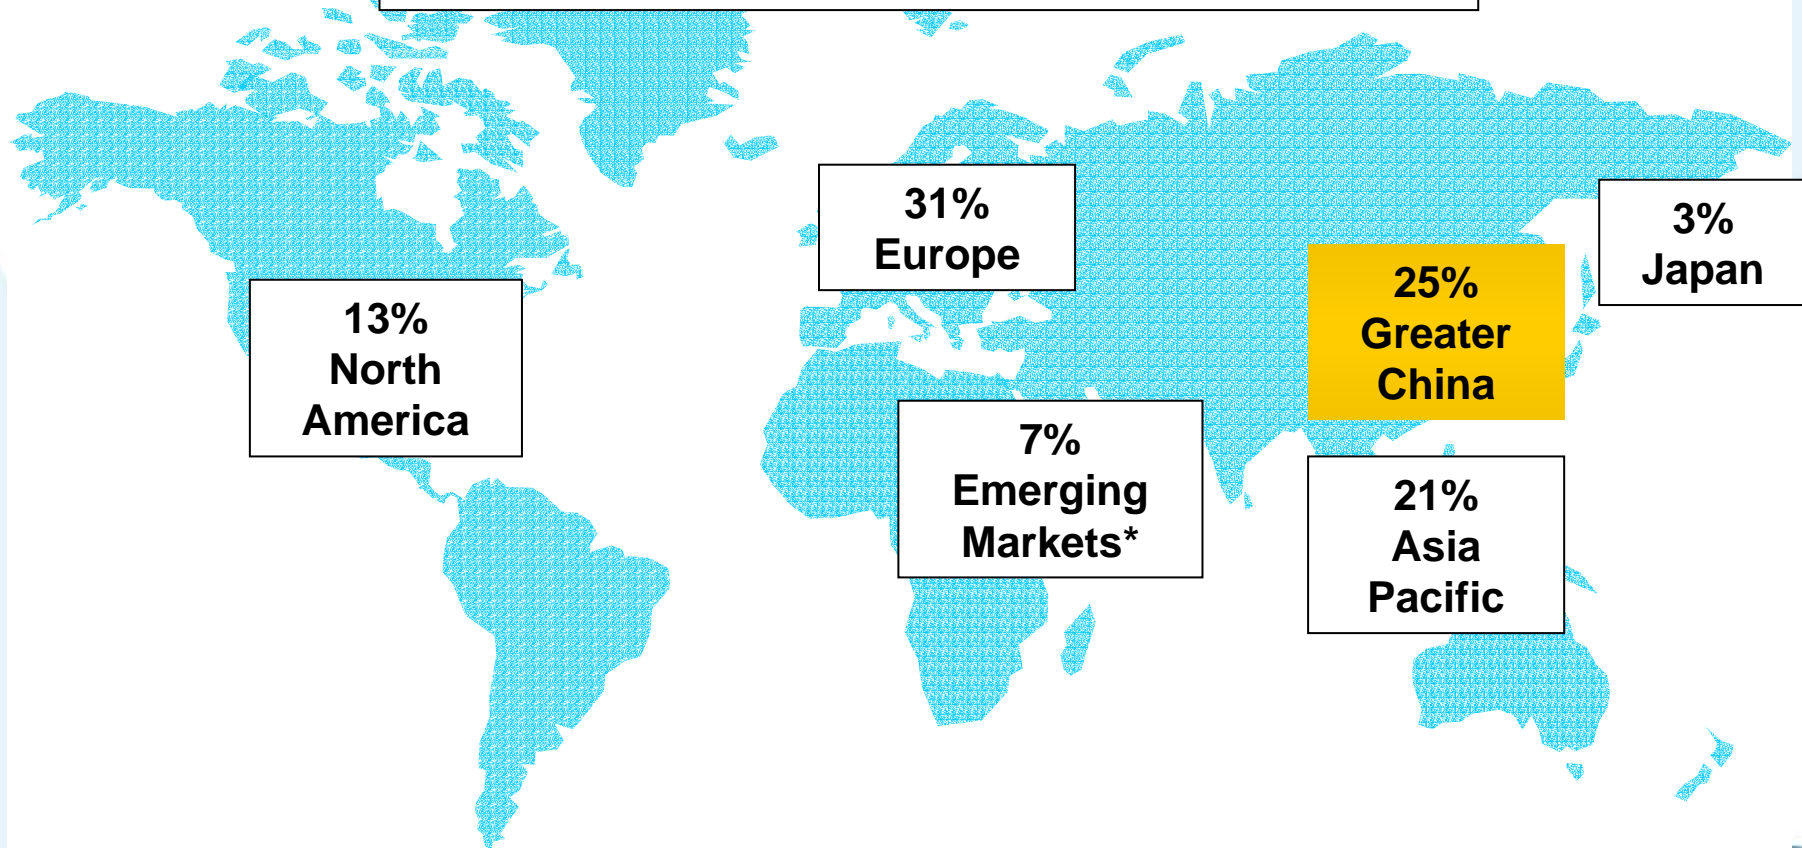 31%
Europe
3%
Japan
25%
Greater
China
13%
North
America
7%
Emerging
Markets*
21%
Asia
Pacific